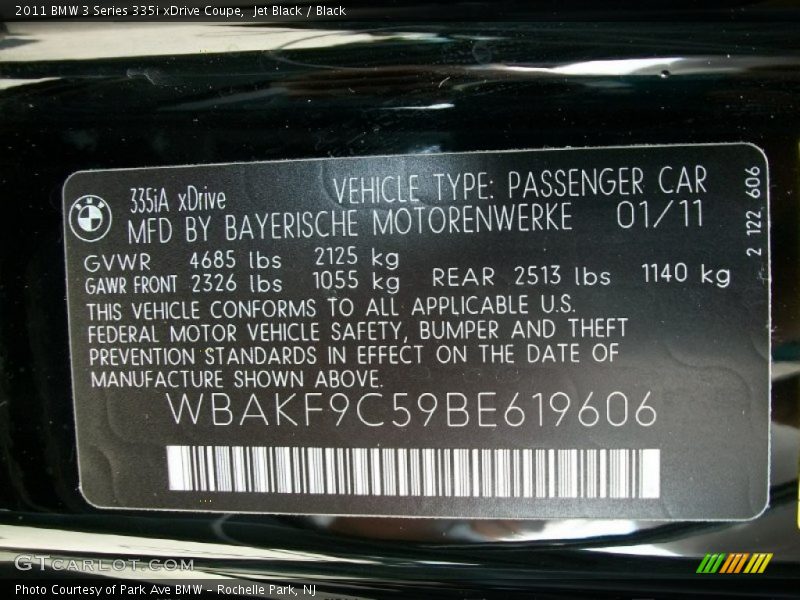 2011 BMW 3 Series 335i xDrive Coupe,  Jet Black / Black
335iA xDrive VEHICLE TYPE: PASSENGER CAR
MFD BY BAYERISCHE MOTORENWERKE 01/11
GVWR 4685 lbs 2125 kg
GAWR FRONT 2326 lbs 1055 kg REAR 2513 lbs 1140 kg
THIS VEHICLE CONFORMS TO ALL APPLICABLE U.S.
FEDERAL MOTOR VEHICLE SAFETY, BUMPER AND THEFT
PREVENTION STANDARDS IN EFFECT ON THE DATE OF
MANUFACTURE SHOWN ABOVE.
WBAKF9C59BE619606
2 122 606
BMW
GTCARLOT.COM
Photo Courtesy of Park Ave BMW - Rochelle Park, NJ